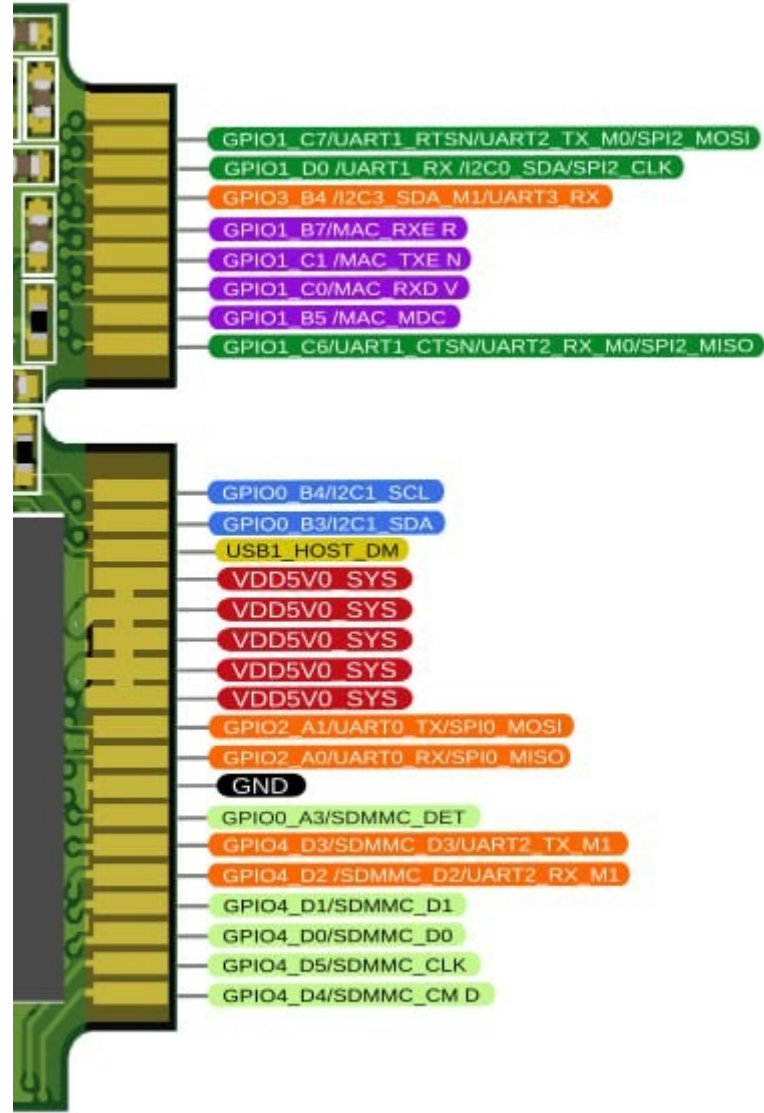 GPIO1_C7/UART1_RTSN/UART2_TX_M0/SPI2_MOSI
GPIO1_D0 /UART1_RX /I2C0_SDA/SPI2_CLK
GPIO3_B4 /I2C3_SDA_M1/UART3_RX
GPIO1_B7/MAC_RXE R
GPIO1_C1 /MAC_TXE N
GPIO1_C0/MAC_RXD V
GPIO1_B5 /MAC_MDC
GPIO1_C6/UART1_CTSN/UART2_RX_M0/SPI2_MISO
GPIO0_B4/I2C1_SCL
GPIO0_B3/I2C1_SDA
USB1_HOST_DM
VDD5V0_SYS
VDD5V0_SYS
VDD5V0_SYS
VDD5V0_SYS
VDD5V0_SYS
GPIO2_A1/UART0_TX/SPI0_MOSI
GPIO2_A0/UART0_RX/SPI0_MISO
GND
GPIO0_A3/SDMMC_DET
GPIO4_D3/SDMMC_D3/UART2_TX_M1
GPIO4_D2 /SDMMC_D2/UART2_RX_M1
GPIO4_D1/SDMMC_D1
GPIO4_D0/SDMMC_D0
GPIO4_D5/SDMMC_CLK
GPIO4_D4/SDMMC_CM D